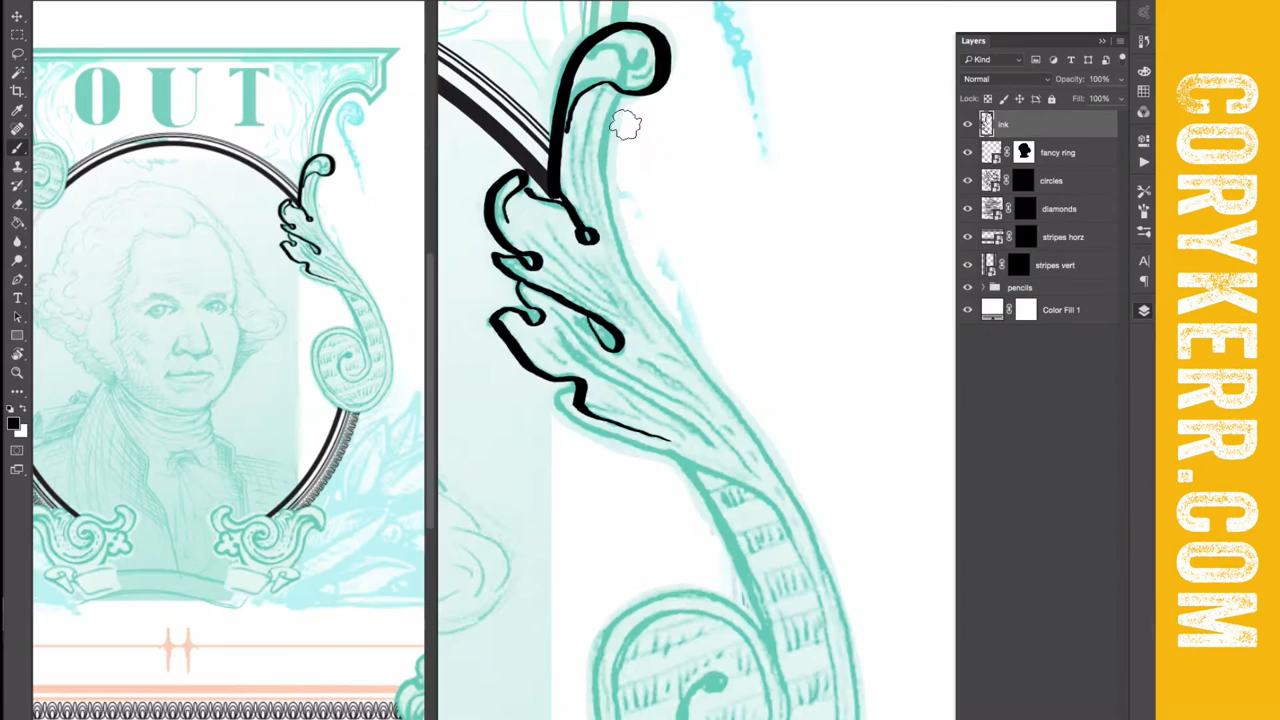 OUT
Layers
Kind
Normal
Opacity: 100%
Lock:
Fill: 100%
ink
fancy ring
circles
diamonds
stripes horz
stripes vert
pencils
Color Fill 1
CORYKERR.COM